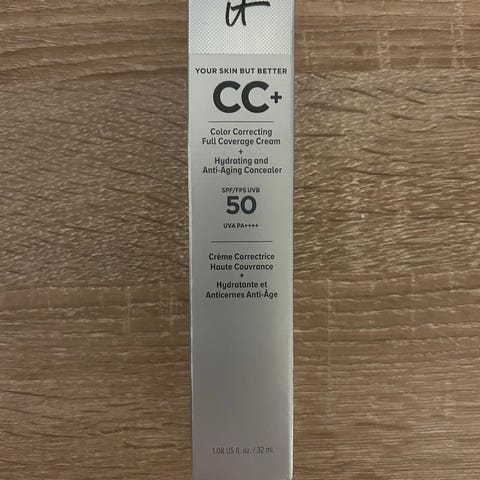 IT
YOUR SKIN BUT BETTER
CC+
Color Correcting
Full Coverage Cream
+
Hydrating and
Anti-Aging Concealer
SPF/FPS UVB
50
UVA PA++++
Crème Correctrice
Haute Couvrance
+
Hydratante et
Anticernes Anti-Âge
1.08 US fl. oz. / 32 ml